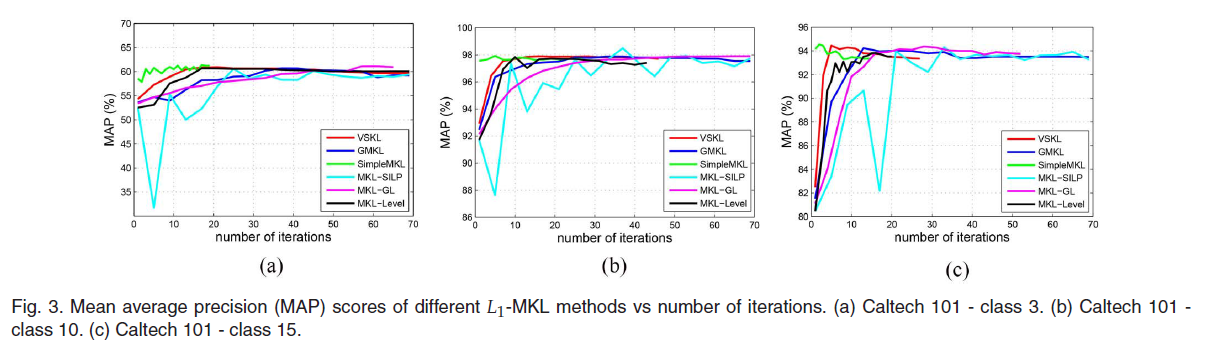 70
65
60
55
50
45
40
35
MAP (%)
0
10
20
30
40
50
60
70
number of iterations
VSKL
GMKL
SimpleMKL
MKL-SILP
MKL-GL
MKL-Level
(a)
100
98
96
94
92
90
88
86
MAP (%)
0
10
20
30
40
50
60
70
number of iterations
VSKL
GMKL
SimpleMKL
MKL-SILP
MKL-GL
MKL-Level
(b)
96
94
92
90
88
86
84
82
80
MAP (%)
0
10
20
30
40
50
60
70
number of iterations
VSKL
GMKL
SimpleMKL
MKL-SILP
MKL-GL
MKL-Level
(c)
Fig. 3. Mean average precision (MAP) scores of different L1-MKL methods vs number of iterations. (a) Caltech 101 - class 3. (b) Caltech 101 -
class 10. (c) Caltech 101 - class 15.